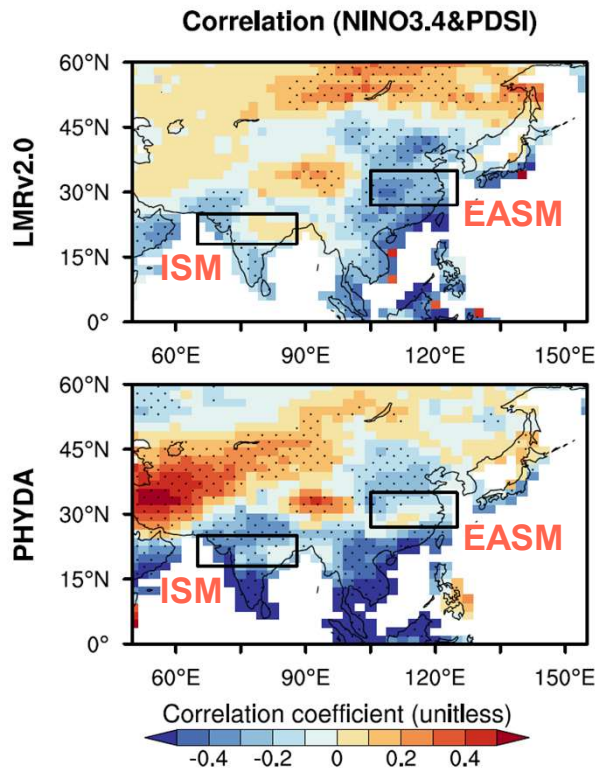 Correlation (NINO3.4&PDSI)
LMRv2.0
60°N
45°N
30°N
15°N
0°
EASM
ISM
60°E
90°E
120°E
150°E
PHYDA
60°N
45°N
30°N
15°N
0°
EASM
ISM
60°E
90°E
120°E
150°E
Correlation coefficient (unitless)
-0.4 -0.2 0 0.2 0.4